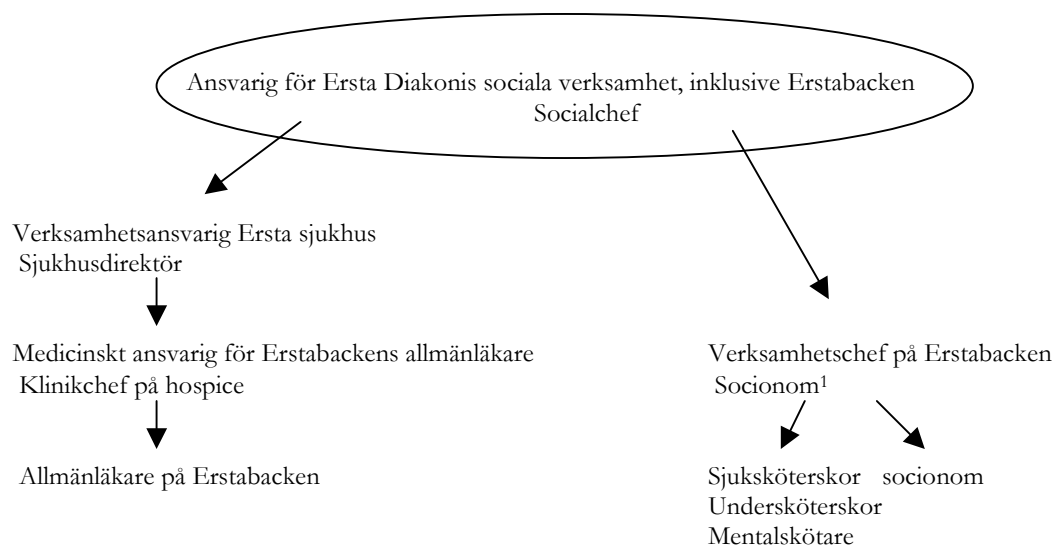 Ansvarig för Ersta Diakonis sociala verksamhet, inklusive Erstabacken
Socialchef
Verksamhetsansvarig Ersta sjukhus
Sjukhusdirektör
Medicinskt ansvarig för Erstabackens allmänläkare
Klinikchef på hospice
Allmänläkare på Erstabacken
Verksamhetschef på Erstabacken
Socionom¹
Sjuksköterskor socionom
Undersköterskor
Mentalskötare